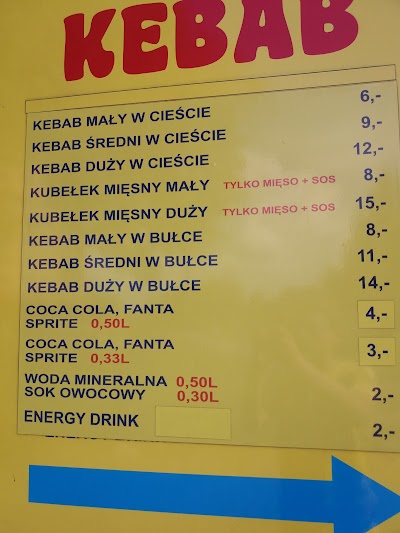 KEBAB
KEBAB MAŁY W CIEŚCIE 6,-
KEBAB ŚREDNI W CIEŚCIE 9,-
KEBAB DUŻY W CIEŚCIE 12,-
KUBEŁEK MIĘSNY MAŁY TYLKO MIĘSO + SOS 8,-
KUBEŁEK MIĘSNY DUŻY TYLKO MIĘSO + SOS 15,-
KEBAB MAŁY W BUŁCE 8,-
KEBAB ŚREDNI W BUŁCE 11,-
KEBAB DUŻY W BUŁCE 14,-
COCA COLA, FANTA
SPRITE 0,50L 4,-
COCA COLA, FANTA
SPRITE 0,33L 3,-
WODA MINERALNA 0,50L
SOK OWOCOWY 0,30L 2,-
ENERGY DRINK 2,-